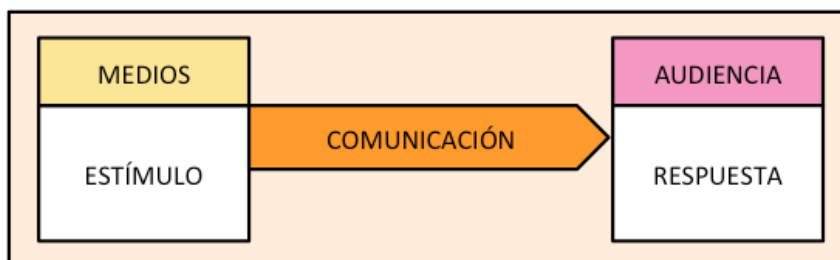 MEDIOS
ESTÍMULO
COMUNICACIÓN
AUDIENCIA
RESPUESTA